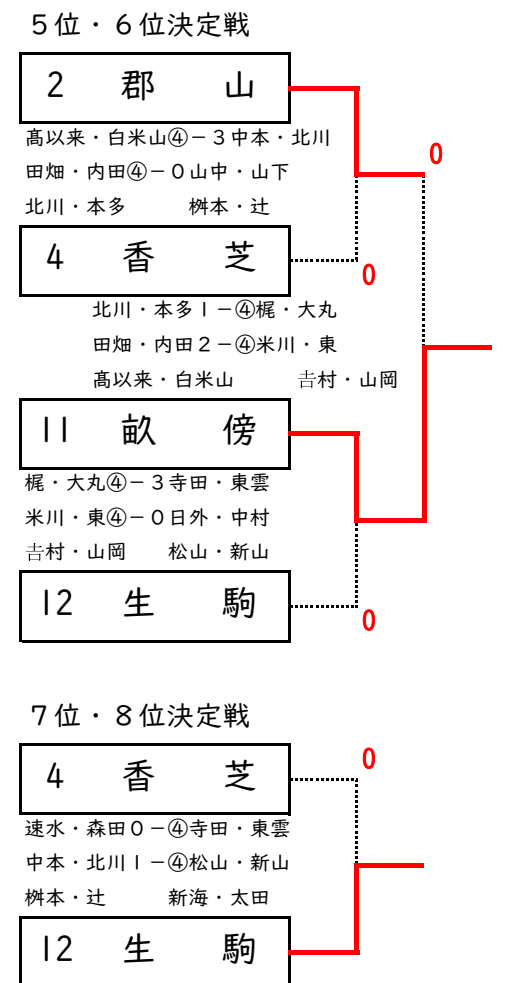 ５位・６位決定戦
2 郡 山
髙以来・白米山④－３中本・北川
0
田畑・内田④－０山中・山下
北川・本多 桝本・辻
4 香 芝
0
北川・本多１－④梶・大丸
田畑・内田２－④米川・東
髙以来・白米山 𠮷村・山岡
11 畝 傍
梶・大丸④－３寺田・東雲
米川・東④－０日外・中村
𠮷村・山岡 松山・新山
12 生 駒
0
７位・８位決定戦
4 香 芝
0
速水・森田０－④寺田・東雲
中本・北川１－④松山・新山
桝本・辻 新海・太田
12 生 駒